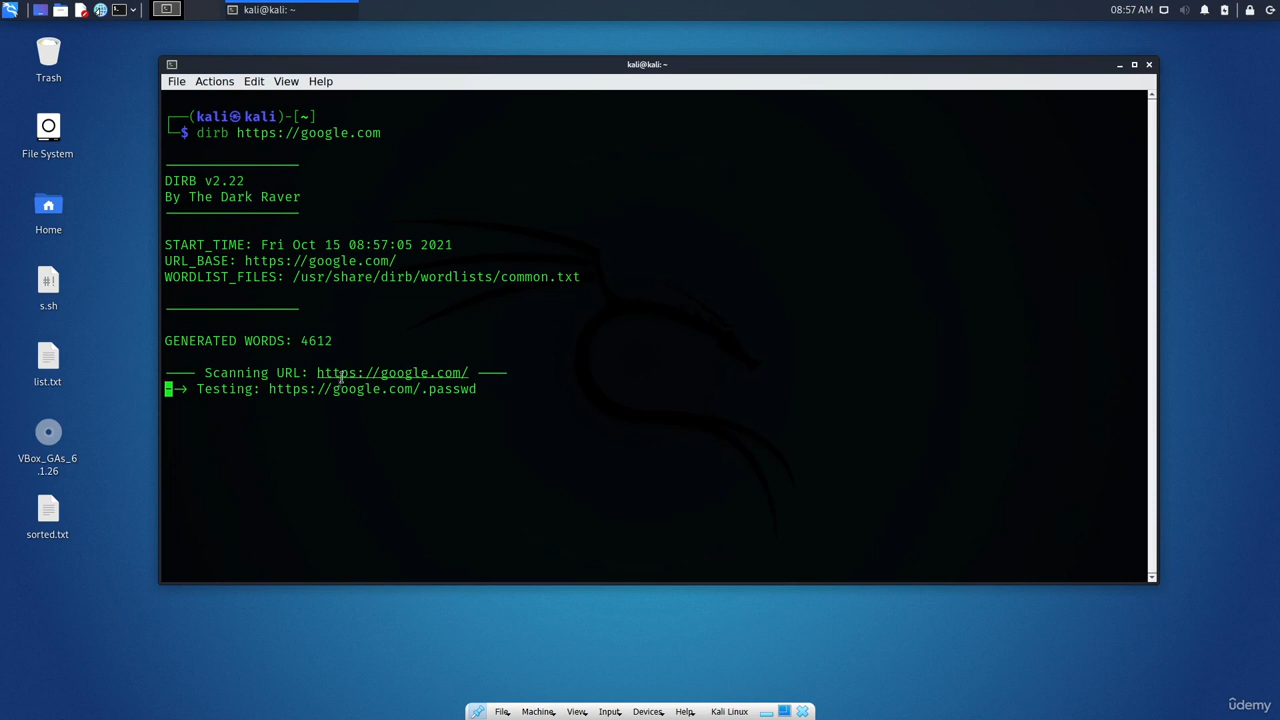 kali@kali: ~
08:57 AM
kali@kali: ~
File Actions Edit View Help
Trash
File System
Home
s.sh
list.txt
VBox_GAs_6
.1.26
sorted.txt
(kali㉿kali)-[~]
$ dirb https://google.com
DIRB v2.22
By The Dark Raver
START_TIME: Fri Oct 15 08:57:05 2021
URL_BASE: https://google.com/
WORDLIST_FILES: /usr/share/dirb/wordlists/common.txt
GENERATED WORDS: 4612
---- Scanning URL: https://google.com/ ----
--> Testing: https://google.com/.passwd
File Machine View Input Devices Help Kali Linux
ûdemy